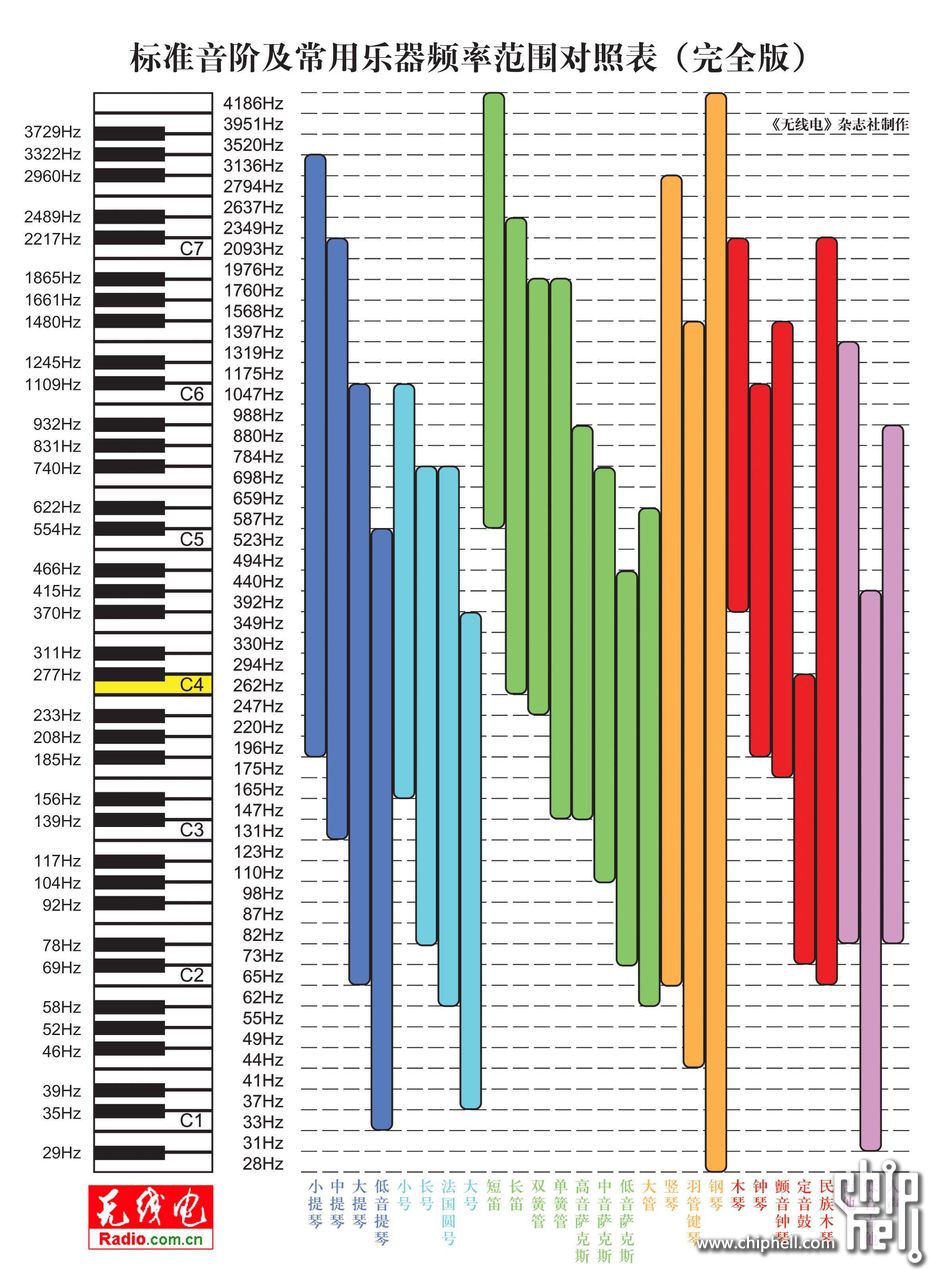 标准音阶及常用乐器频率范围对照表（完全版）
《无线电》杂志社制作
4186Hz
3951Hz
3729Hz
3520Hz
3322Hz
3136Hz
2960Hz
2794Hz
2637Hz
2489Hz
2349Hz
2217Hz
C7 2093Hz
1976Hz
1865Hz
1760Hz
1661Hz
1568Hz
1480Hz
1397Hz
1319Hz
1245Hz
1175Hz
1109Hz
C6 1047Hz
988Hz
932Hz
880Hz
831Hz
784Hz
740Hz
698Hz
659Hz
622Hz
587Hz
554Hz
C5 523Hz
494Hz
466Hz
440Hz
415Hz
392Hz
370Hz
349Hz
330Hz
311Hz
294Hz
277Hz
C4 262Hz
247Hz
233Hz
220Hz
208Hz
196Hz
185Hz
175Hz
165Hz
156Hz
147Hz
139Hz
C3 131Hz
123Hz
117Hz
110Hz
104Hz
98Hz
92Hz
87Hz
82Hz
78Hz
73Hz
69Hz
C2 65Hz
62Hz
58Hz
55Hz
52Hz
49Hz
46Hz
44Hz
41Hz
39Hz
37Hz
35Hz
C1 33Hz
31Hz
29Hz
28Hz
小提琴
中提琴
大提琴
低音提琴
小号
长号
法国圆号
大号
短笛
长笛
双簧管
单簧管
高音萨克斯
中音萨克斯
低音萨克斯
大管
竖琴
羽管键琴
钢琴
木琴
钟琴
颤音钟琴
定音鼓
民族木琴
无线电
Radio.com.cn
www.chiphell.com
chip hell